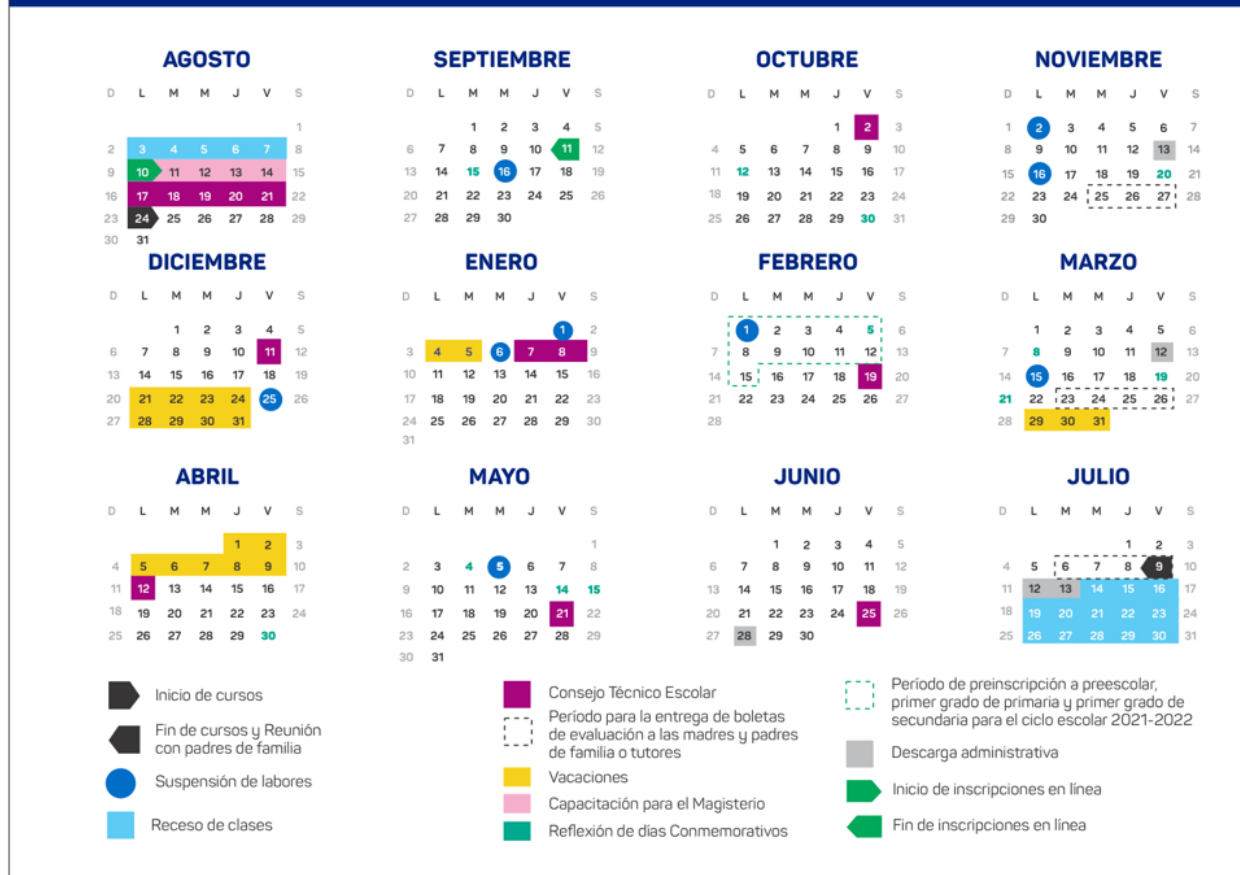 AGOSTO
D L M M J V S
1
2 3 4 5 6 7 8
9 10 11 12 13 14 15
16 17 18 19 20 21 22
23 24 25 26 27 28 29
30 31
SEPTIEMBRE
D L M M J V S
1 2 3 4 5
6 7 8 9 10 11 12
13 14 15 16 17 18 19
20 21 22 23 24 25 26
27 28 29 30
OCTUBRE
D L M M J V S
1 2 3
4 5 6 7 8 9 10
11 12 13 14 15 16 17
18 19 20 21 22 23 24
25 26 27 28 29 30 31
NOVIEMBRE
D L M M J V S
1 2 3 4 5 6 7
8 9 10 11 12 13 14
15 16 17 18 19 20 21
22 23 24 25 26 27 28
29 30
DICIEMBRE
D L M M J V S
1 2 3 4 5
6 7 8 9 10 11 12
13 14 15 16 17 18 19
20 21 22 23 24 25 26
27 28 29 30 31
ENERO
D L M M J V S
1 2
3 4 5 6 7 8 9
10 11 12 13 14 15 16
17 18 19 20 21 22 23
24 25 26 27 28 29 30
31
FEBRERO
D L M M J V S
1 2 3 4 5 6
7 8 9 10 11 12 13
14 15 16 17 18 19 20
21 22 23 24 25 26 27
28
MARZO
D L M M J V S
1 2 3 4 5 6
7 8 9 10 11 12 13
14 15 16 17 18 19 20
21 22 23 24 25 26 27
28 29 30 31
ABRIL
D L M M J V S
1 2 3
4 5 6 7 8 9 10
11 12 13 14 15 16 17
18 19 20 21 22 23 24
25 26 27 28 29 30
MAYO
D L M M J V S
1
2 3 4 5 6 7 8
9 10 11 12 13 14 15
16 17 18 19 20 21 22
23 24 25 26 27 28 29
30 31
JUNIO
D L M M J V S
1 2 3 4 5
6 7 8 9 10 11 12
13 14 15 16 17 18 19
20 21 22 23 24 25 26
27 28 29 30
JULIO
D L M M J V S
1 2 3
4 5 6 7 8 9 10
11 12 13 14 15 16 17
18 19 20 21 22 23 24
25 26 27 28 29 30 31
Inicio de cursos
Fin de cursos y Reunión
con padres de familia
Suspensión de labores
Receso de clases
Consejo Técnico Escolar
Período para la entrega de boletas
de evaluación a las madres y padres
de familia o tutores
Vacaciones
Capacitación para el Magisterio
Reflexión de días Conmemorativos
Período de preinscripción a preescolar,
primer grado de primaria y primer grado de
secundaria para el ciclo escolar 2021-2022
Descarga administrativa
Inicio de inscripciones en línea
Fin de inscripciones en línea